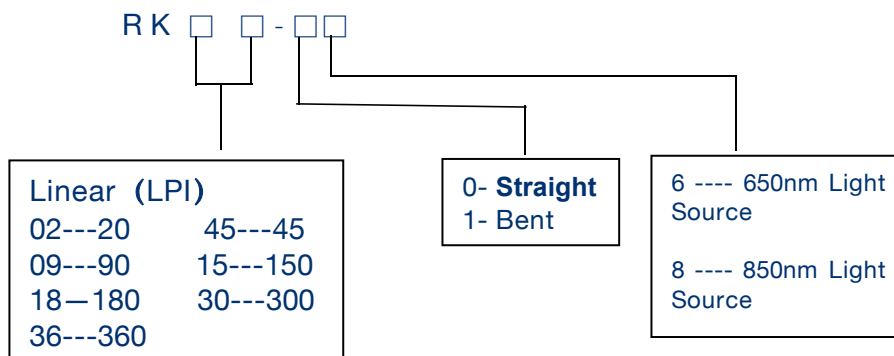 RK□ □-□□
Linear (LPI)
02---20 45---45
09---90 15---150
18—180 30---300
36---360
0- Straight
1- Bent
6 ---- 650nm Light
Source
8 ---- 850nm Light
Source